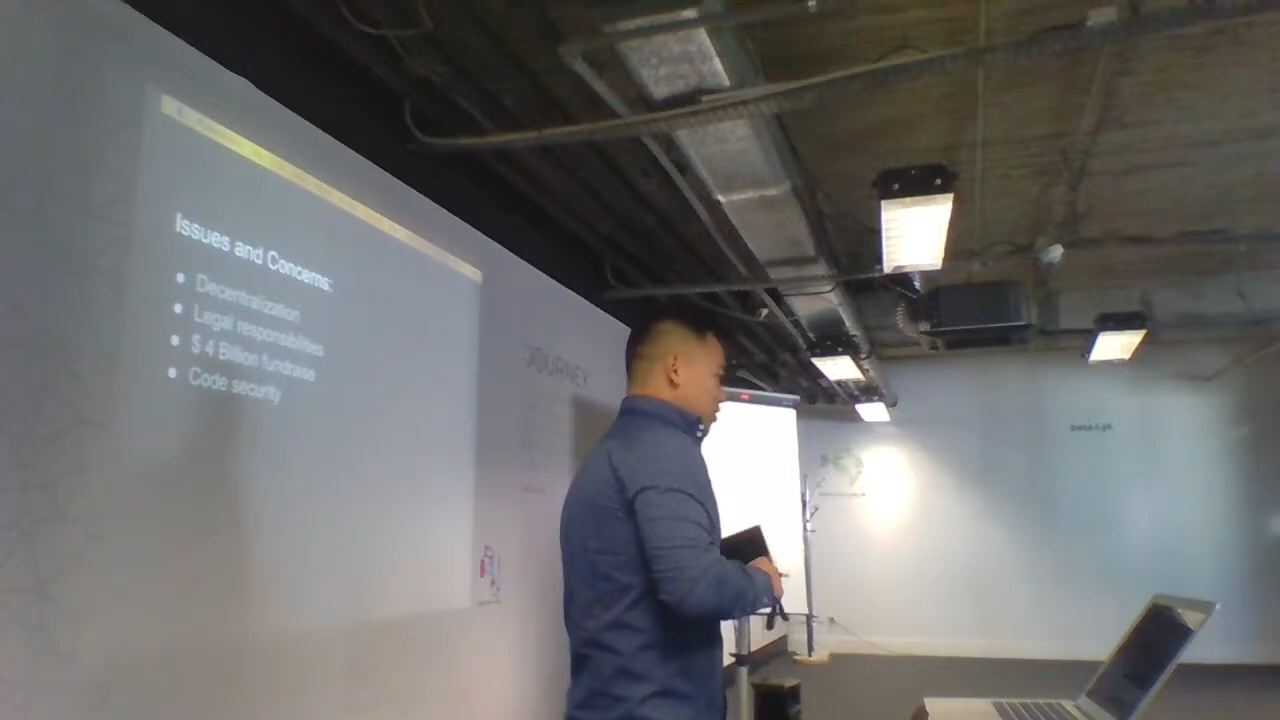 Issues and Concerns:
• Decentralization
• Legal responsibilities
• $ 4 Billion fundraise
• Code security
JOURNEY